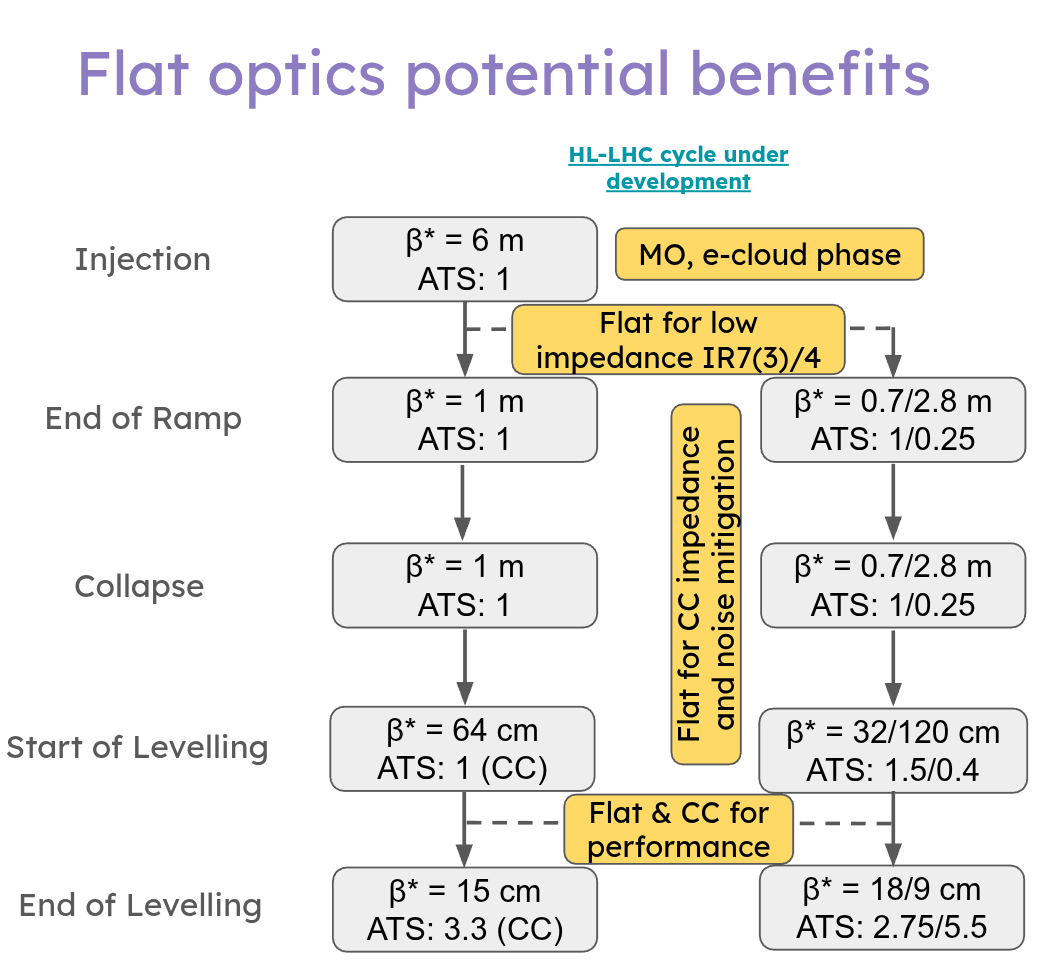 Flat optics potential benefits
HL-LHC cycle under
development
Injection
β* = 6 m
ATS: 1
MO, e-cloud phase
Flat for low
impedance IR7(3)/4
End of Ramp
β* = 1 m
ATS: 1
β* = 0.7/2.8 m
ATS: 1/0.25
Flat for CC impedance
and noise mitigation
Collapse
β* = 1 m
ATS: 1
β* = 0.7/2.8 m
ATS: 1/0.25
Start of Levelling
β* = 64 cm
ATS: 1 (CC)
β* = 32/120 cm
ATS: 1.5/0.4
Flat & CC for
performance
End of Levelling
β* = 15 cm
ATS: 3.3 (CC)
β* = 18/9 cm
ATS: 2.75/5.5